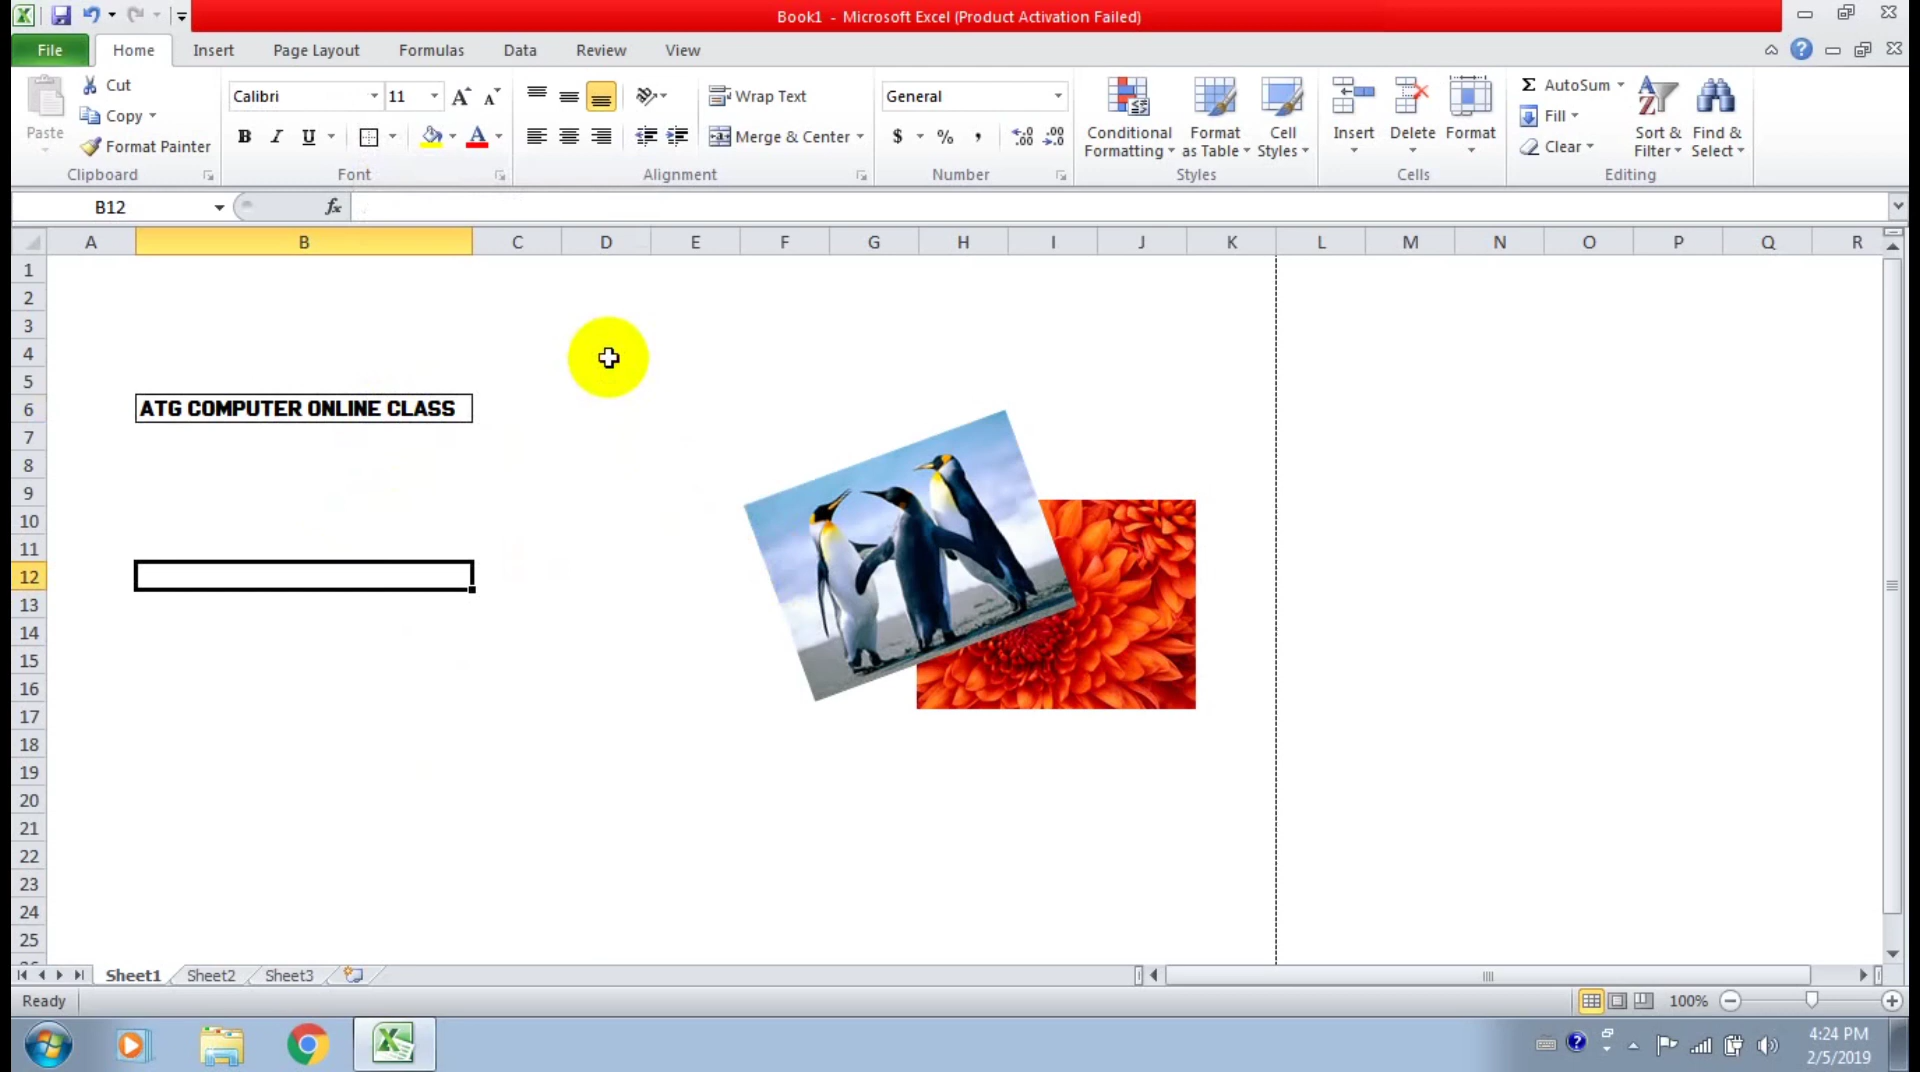 Book1 - Microsoft Excel (Product Activation Failed)
File Home Insert Page Layout Formulas Data Review View
Cut
Copy
Format Painter
Paste
Clipboard
Calibri 11
B I U A
Font
Wrap Text
Merge & Center
Alignment
General
$ % ,
Number
Conditional Formatting
Format as Table
Cell Styles
Styles
Insert Delete Format
Cells
Σ AutoSum
Fill
Clear
Sort & Filter
Find & Select
Editing
B12 fx
A B C D E F G H I J K L M N O P Q R
1
2
3
4
5
6 ATG COMPUTER ONLINE CLASS
7
8
9
10
11
12
13
14
15
16
17
18
19
20
21
22
23
24
25
Sheet1 Sheet2 Sheet3
Ready 100%
4:24 PM
2/5/2019